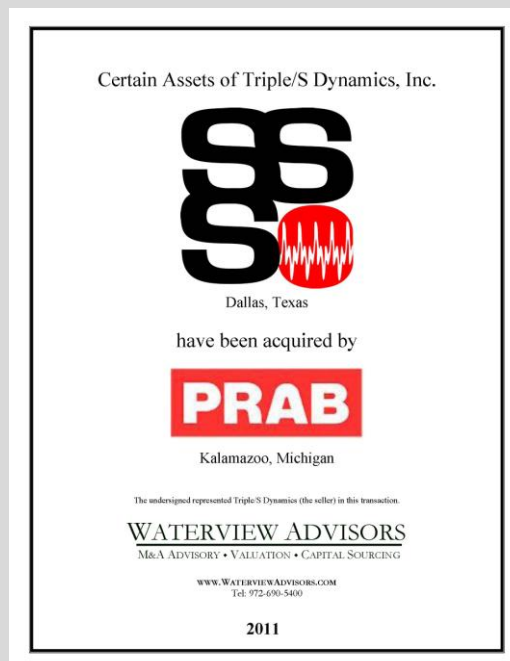 Certain Assets of Triple/S Dynamics, Inc.
SS
S
Dallas, Texas
have been acquired by
PRAB
Kalamazoo, Michigan
The undersigned represented Triple/S Dynamics (the seller) in this transaction.
WATERVIEW ADVISORS
M&A ADVISORY • VALUATION • CAPITAL SOURCING
WWW.WATERVIEWADVISORS.COM
Tel: 972-690-5400
2011